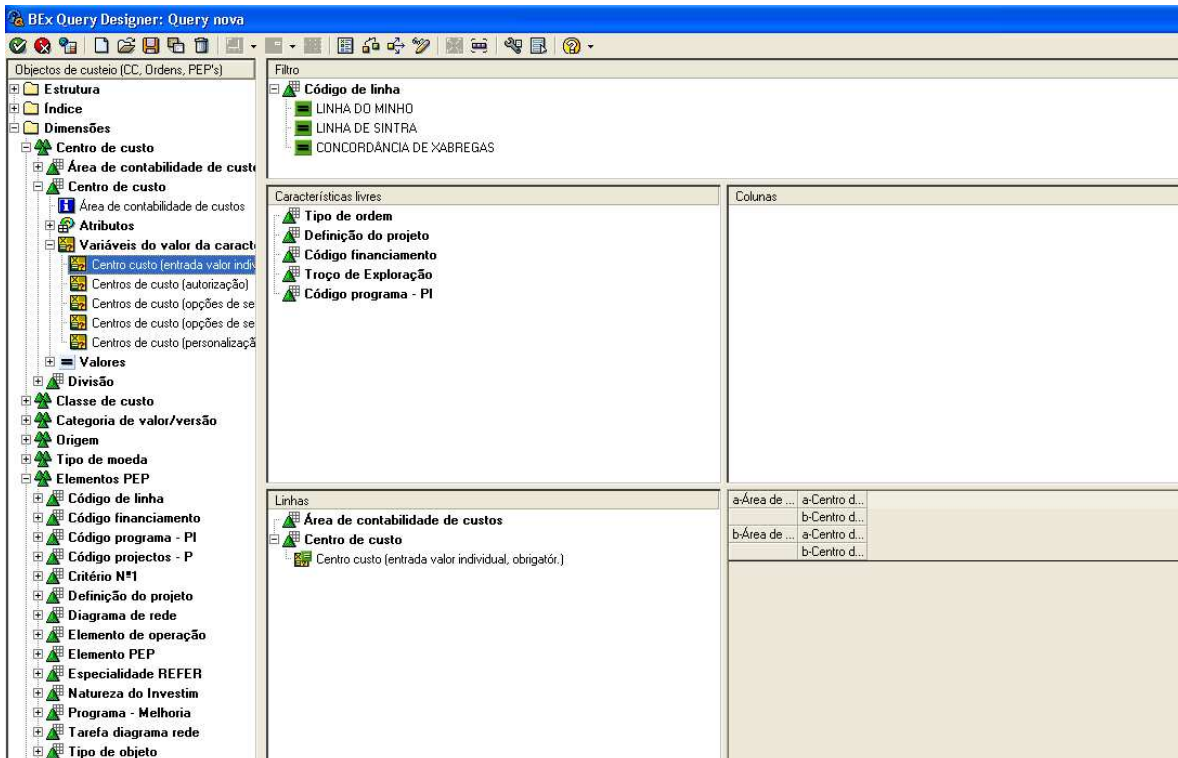 BEx Query Designer: Query nova
Objectos de custeio (CC, Ordens, PEP's)
Estrutura
Índice
Dimensões
Centro de custo
Área de contabilidade de custo
Centro de custo
Área de contabilidade de custos
Atributos
Variáveis do valor da caract
Centro custo (entrada valor indiv
Centros de custo (autorização)
Centros de custo (opções de se
Centros de custo (opções de se
Centros de custo (personalizaçã
Valores
Divisão
Classe de custo
Categoria de valor/versão
Origem
Tipo de moeda
Elementos PEP
Código de linha
Código financiamento
Código programa - PI
Código projectos - P
Critério Nº1
Definição do projeto
Diagrama de rede
Elemento de operação
Elemento PEP
Especialidade REFER
Natureza do Investim
Programa - Melhoria
Tarefa diagrama rede
Tipo de objeto
Filtro
Código de linha
LINHA DO MINHO
LINHA DE SINTRA
CONCORDÂNCIA DE XABREGAS
Características livres
Tipo de ordem
Definição do projeto
Código financiamento
Troço de Exploração
Código programa - PI
Colunas
Linhas
Área de contabilidade de custos
Centro de custo
Centro custo (entrada valor individual, obrigatór.)
a-Área de ... a-Centro d...
b-Centro d...
b-Área de ... a-Centro d...
b-Centro d...